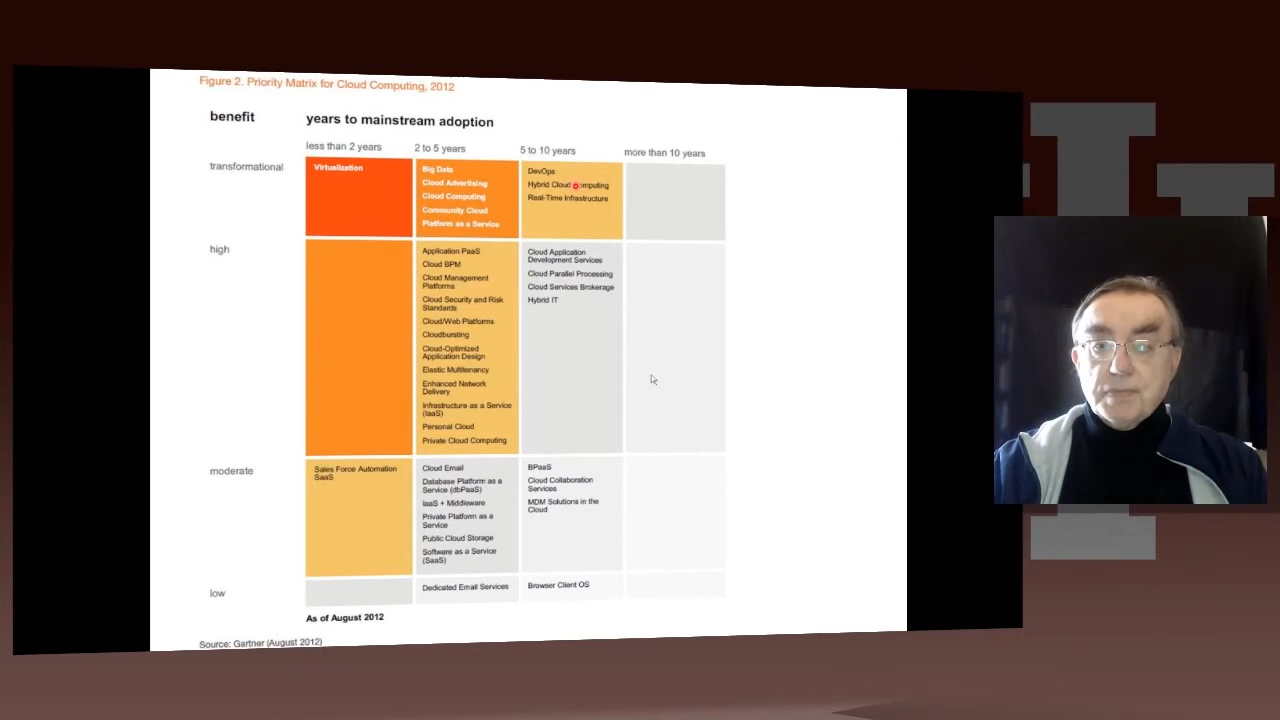 Figure 2. Priority Matrix for Cloud Computing, 2012
benefit
years to mainstream adoption
less than 2 years
2 to 5 years
5 to 10 years
more than 10 years
transformational
Virtualization
Big Data
Cloud Advertising
Cloud Computing
Community Cloud
Platform as a Service
DevOps
Hybrid Cloud Computing
Real-Time Infrastructure
high
Application PaaS
Cloud BPM
Cloud Management
Platforms
Cloud Security and Risk
Standards
Cloud/Web Platforms
Cloudbursting
Cloud-Optimized
Application Design
Elastic Multitenancy
Enhanced Network
Delivery
Infrastructure as a Service
(IaaS)
Personal Cloud
Private Cloud Computing
Cloud Application
Development Services
Cloud Parallel Processing
Cloud Services Brokerage
Hybrid IT
moderate
Sales Force Automation
SaaS
Cloud Email
Database Platform as a
Service (dbPaaS)
IaaS + Middleware
Private Platform as a
Service
Public Cloud Storage
Software as a Service
(SaaS)
BPaaS
Cloud Collaboration
Services
MDM Solutions in the
Cloud
low
Dedicated Email Services
Browser Client OS
As of August 2012
Source: Gartner (August 2012)